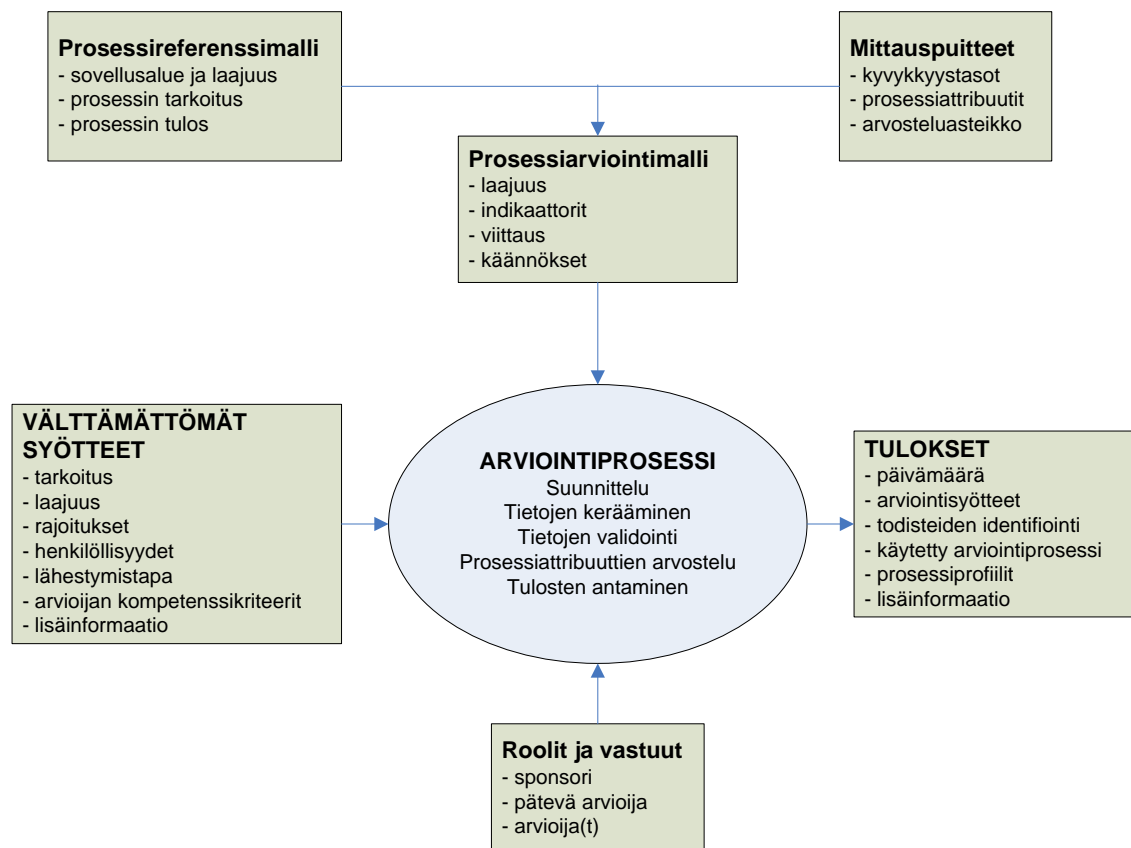 Prosessireferenssimalli
- sovellusalue ja laajuus
- prosessin tarkoitus
- prosessin tulos
Mittauspuitteet
- kyvykkyystasot
- prosessiattribuutit
- arvosteluasteikko
Prosessiarviointimalli
- laajuus
- indikaattorit
- viittaus
- käännökset
VÄLTTÄMÄTTÖMÄT
SYÖTTEET
- tarkoitus
- laajuus
- rajoitukset
- henkilöllisyydet
- lähestymistapa
- arvioijan kompetenssikriteerit
- lisäinformaatio
ARVIOINTIPROSESSI
Suunnittelu
Tietojen kerääminen
Tietojen validointi
Prosessiattribuuttien arvostelu
Tulosten antaminen
TULOKSET
- päivämäärä
- arviointisyötteet
- todisteiden identifiointi
- käytetty arviointiprosessi
- prosessiprofiilit
- lisäinformaatio
Roolit ja vastuut
- sponsori
- pätevä arvioija
- arvioija(t)